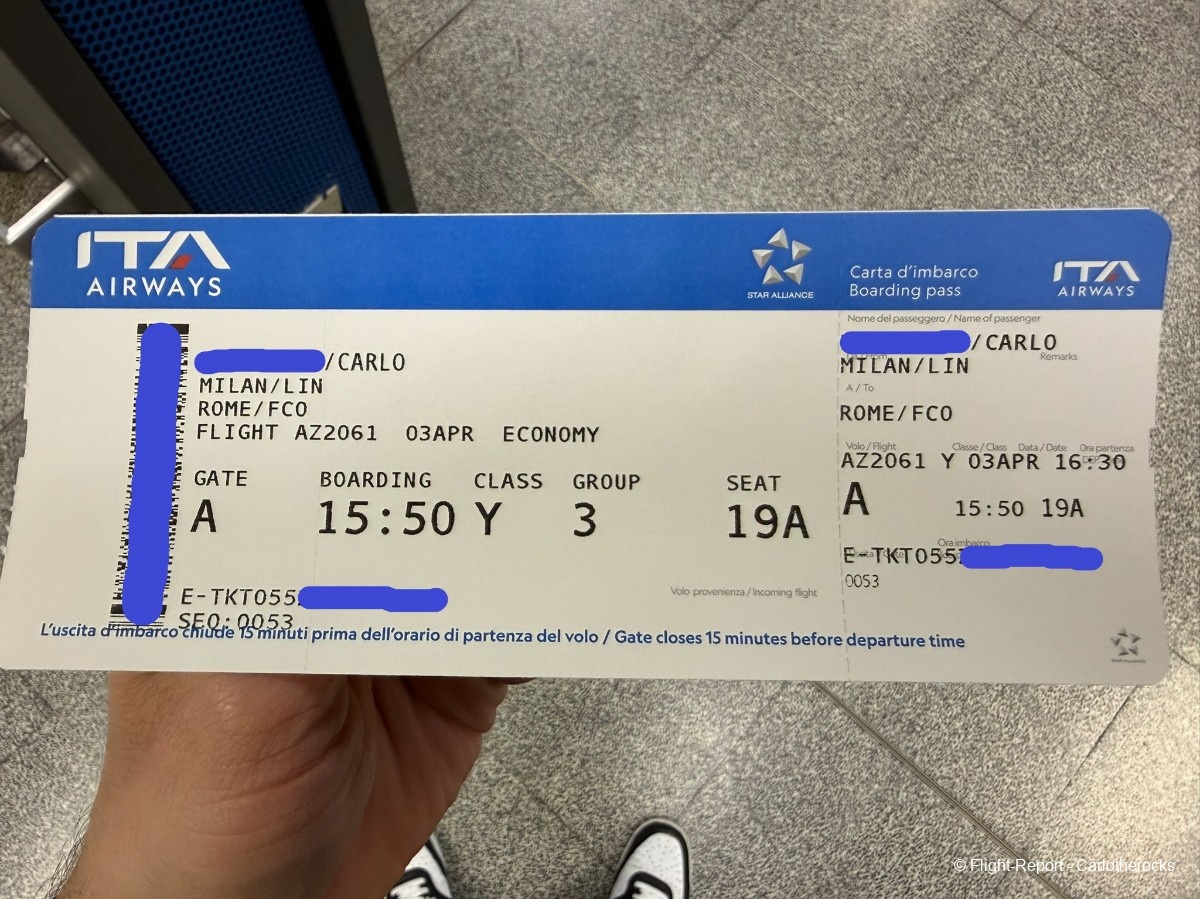 ITA
AIRWAYS
STAR ALLIANCE
Carta d'imbarco
Boarding pass
ITA
AIRWAYS
/CARLO
MILAN/LIN
ROME/FCO
FLIGHT AZ2061 03APR ECONOMY
GATE BOARDING CLASS GROUP SEAT
A 15:50 Y 3 19A
E-TKT055
SEQ:0053
Volo provenienza / Incoming flight
L'uscita d'imbarco chiude 15 minuti prima dell'orario di partenza del volo / Gate closes 15 minutes before departure time
Nome del passeggero / Name of passenger
/CARLO
Remarks
MILAN/LIN
A / To
ROME/FCO
Volo / Flight Classe / Class Data / Date Ora partenza
AZ2061 Y 03APR 16:30
A 15:50 19A
Ora imbarco
E-TKT055
0053
STAR ALLIANCE
© Flight-Report - Carlotherocks